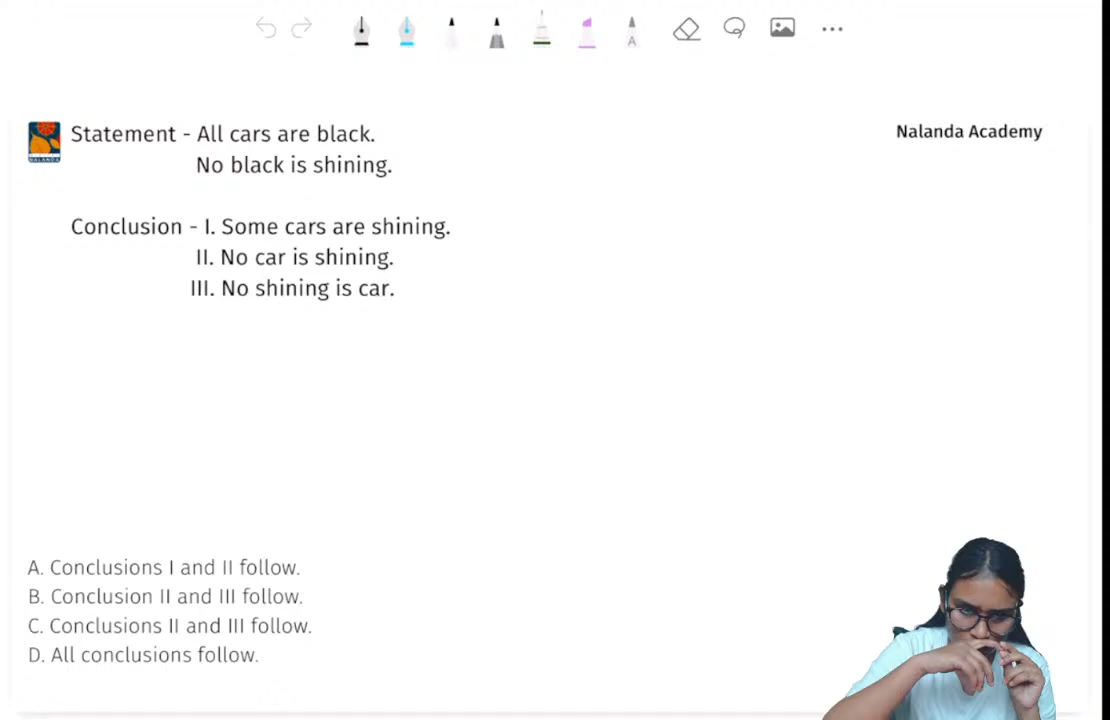 A
Statement - All cars are black.
Nalanda Academy
No black is shining.
NALANDA
Conclusion - I. Some cars are shining.
II. No car is shining.
III. No shining is car.
A. Conclusions I and II follow.
B. Conclusion II and III follow.
C. Conclusions II and III follow.
D. All conclusions follow.